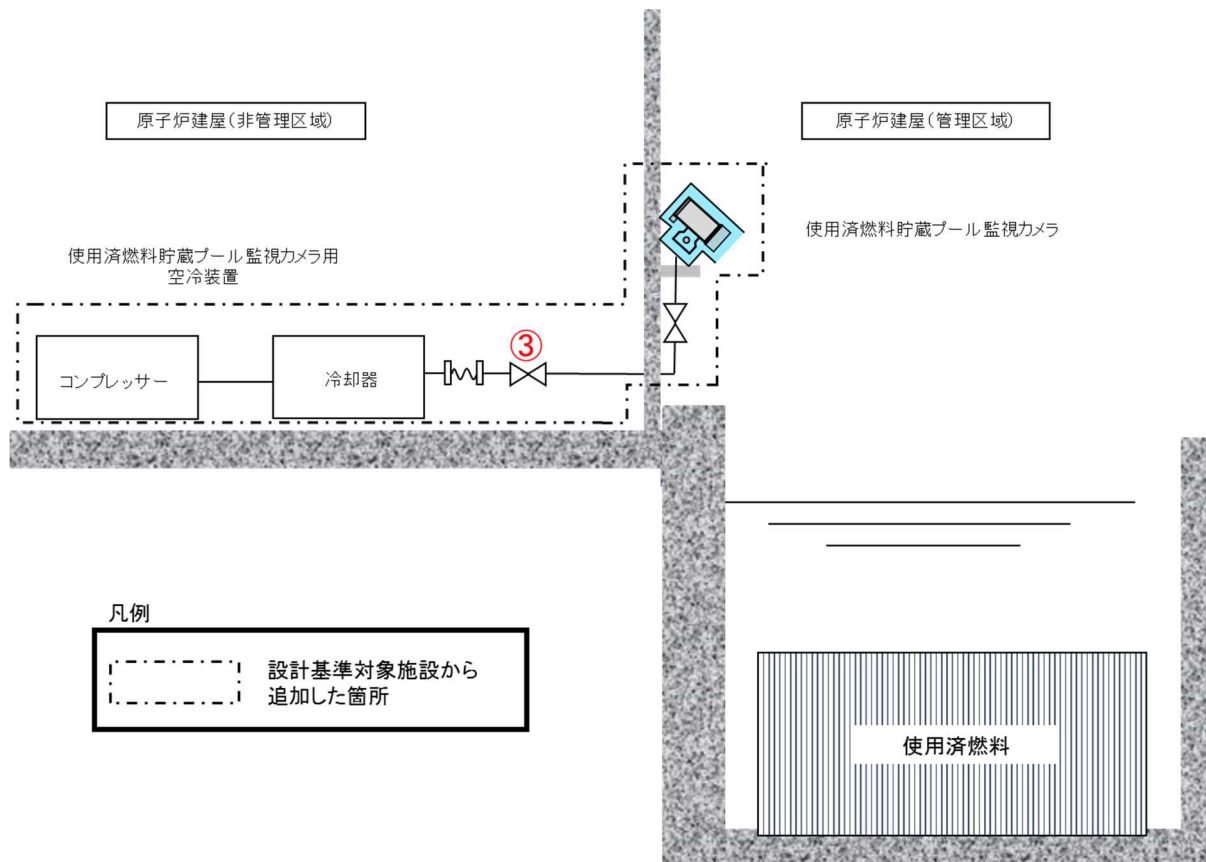 原子炉建屋(非管理区域)
原子炉建屋(管理区域)
使用済燃料貯蔵プール監視カメラ
使用済燃料貯蔵プール監視カメラ用
空冷装置
③
コンプレッサー
冷却器
凡例
設計基準対象施設から
追加した箇所
使用済燃料